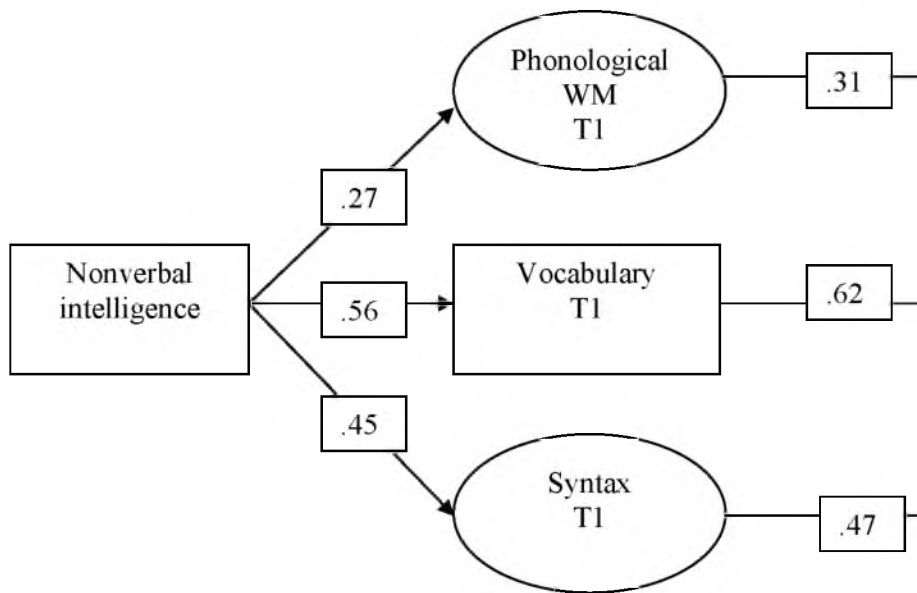 Phonological
WM
T1
.31
.27
Nonverbal
intelligence
.56
Vocabulary
T1
.62
.45
Syntax
T1
.47